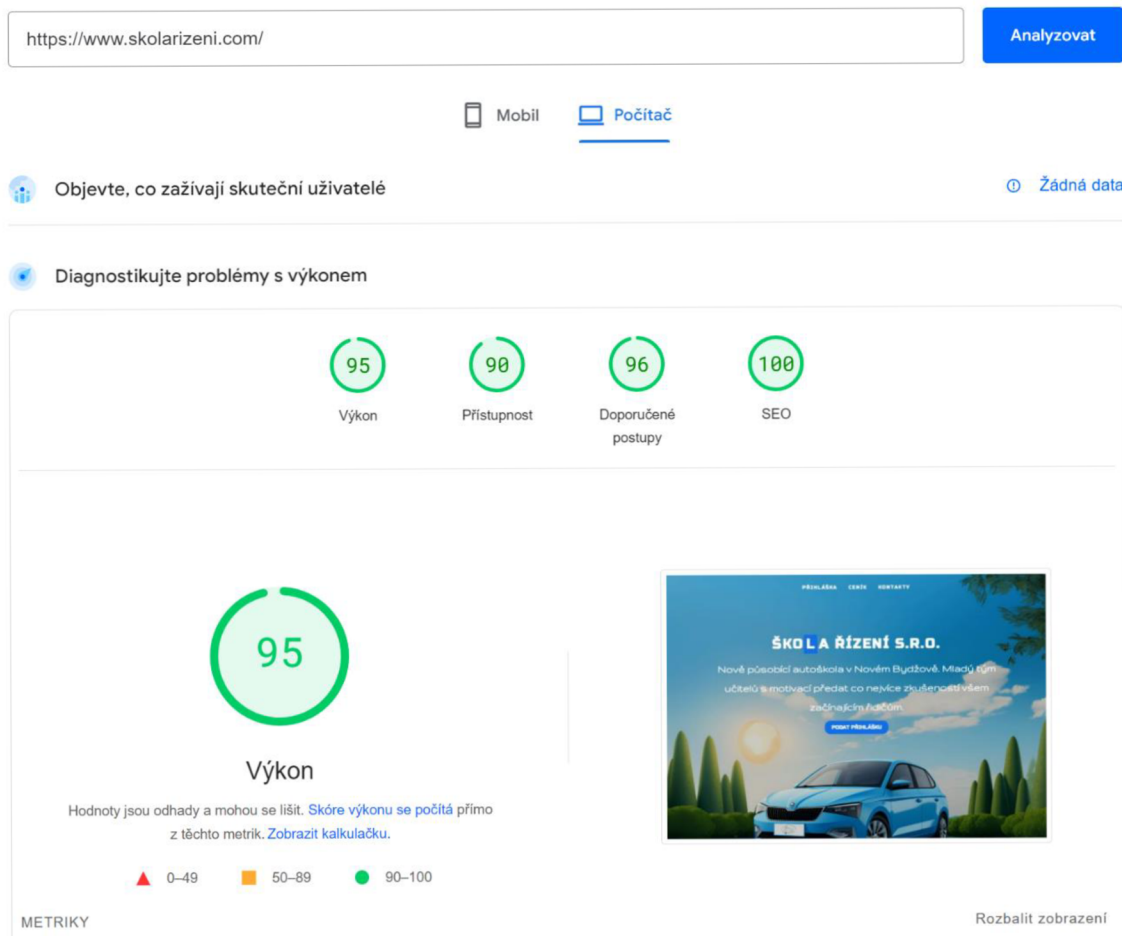 https://www.skolarizeni.com/
Analyzovat
Mobil
Počítač
Objevte, co zažívají skuteční uživatelé
Žádná data
Diagnostikujte problémy s výkonem
95
90
96
100
Výkon
Přístupnost
Doporučené
postupy
SEO
95
Výkon
Hodnoty jsou odhady a mohou se lišit. Skóre výkonu se počítá přímo
z těchto metrik. Zobrazit kalkulačku.
0–49
50–89
90–100
PŘIHLÁŠKA CENÍK KONTAKTY
ŠKOLA ŘÍZENÍ S.R.O.
Nově působící autoškola v Novém Bydžově. Mladý tým
učitelů s motivací předat co nejvíce zkušeností všem
začínajícím řidičům
PODAT PŘIHLÁŠKU
METRIKY
Rozbalit zobrazení